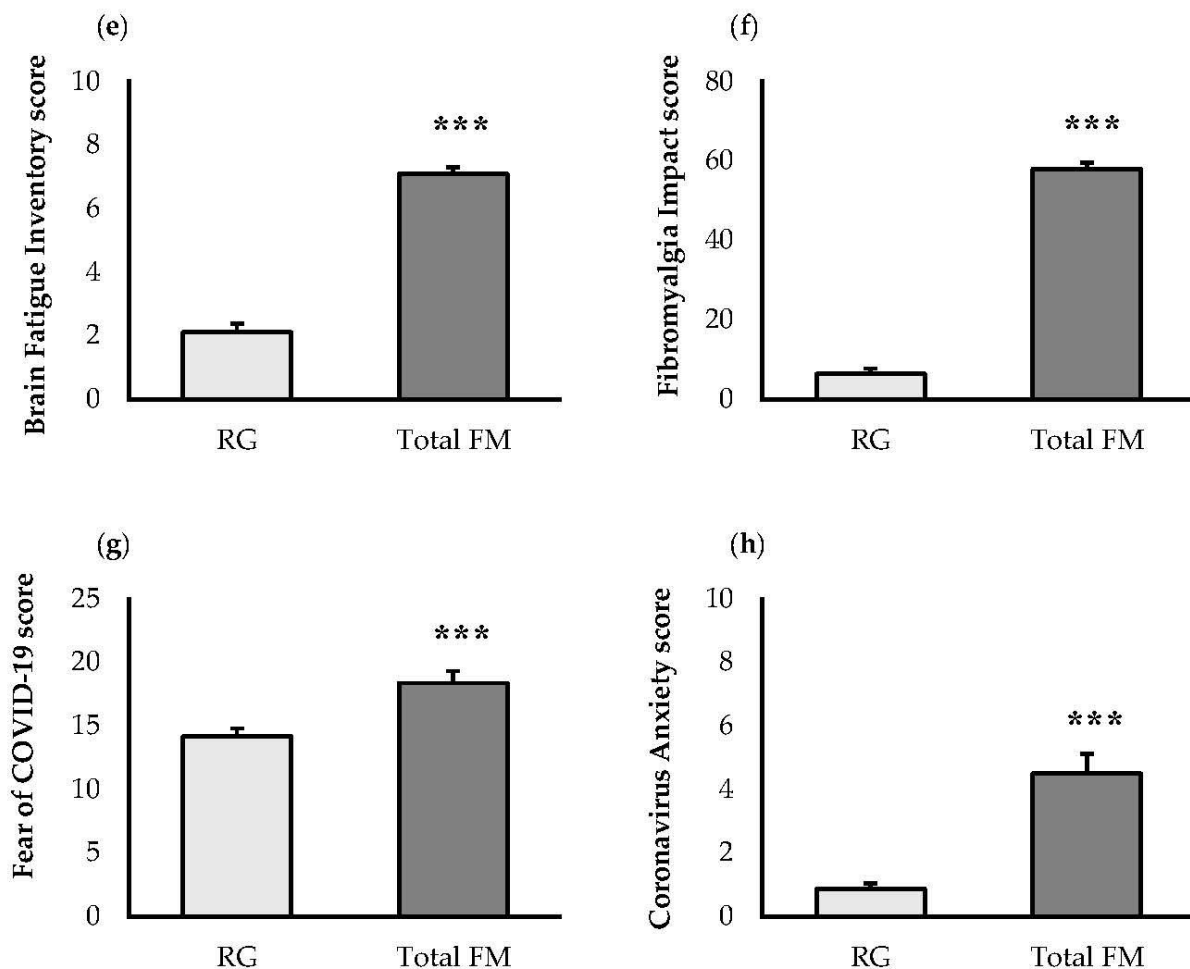 (e)
Brain Fatigue Inventory score
10
8
6
4
2
0
***
RG
Total FM
(f)
Fibromyalgia Impact score
80
60
40
20
0
***
RG
Total FM
(g)
Fear of COVID-19 score
25
20
15
10
5
0
***
RG
Total FM
(h)
Coronavirus Anxiety score
10
8
6
4
2
0
***
RG
Total FM